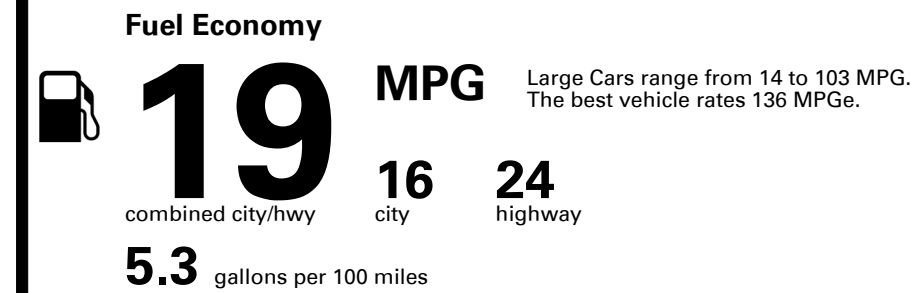 Fuel Economy
19 MPG
Large Cars range from 14 to 103 MPG.
The best vehicle rates 136 MPGe.
combined city/hwy
16
city
24
highway
5.3 gallons per 100 miles